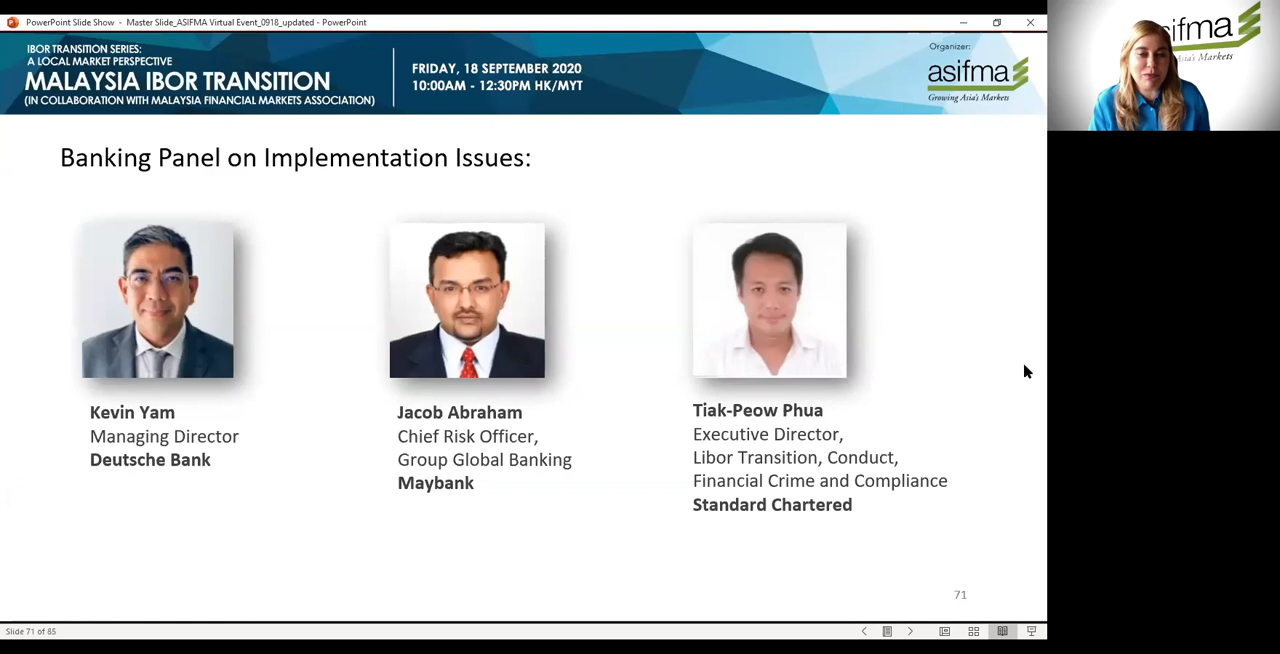 PowerPoint Slide Show - Master Slide_ASIFMA Virtual Event_0918_updated - PowerPoint
IBOR TRANSITION SERIES:
A LOCAL MARKET PERSPECTIVE
MALAYSIA IBOR TRANSITION
(IN COLLABORATION WITH MALAYSIA FINANCIAL MARKETS ASSOCIATION)
FRIDAY, 18 SEPTEMBER 2020
10:00AM - 12:30PM HK/MYT
Organizer:
asifma
Growing Asia's Markets
sifma
Asia's Markets
Banking Panel on Implementation Issues:
Kevin Yam
Managing Director
Deutsche Bank
Jacob Abraham
Chief Risk Officer,
Group Global Banking
Maybank
Tiak-Peow Phua
Executive Director,
Libor Transition, Conduct,
Financial Crime and Compliance
Standard Chartered
71
Slide 71 of 85